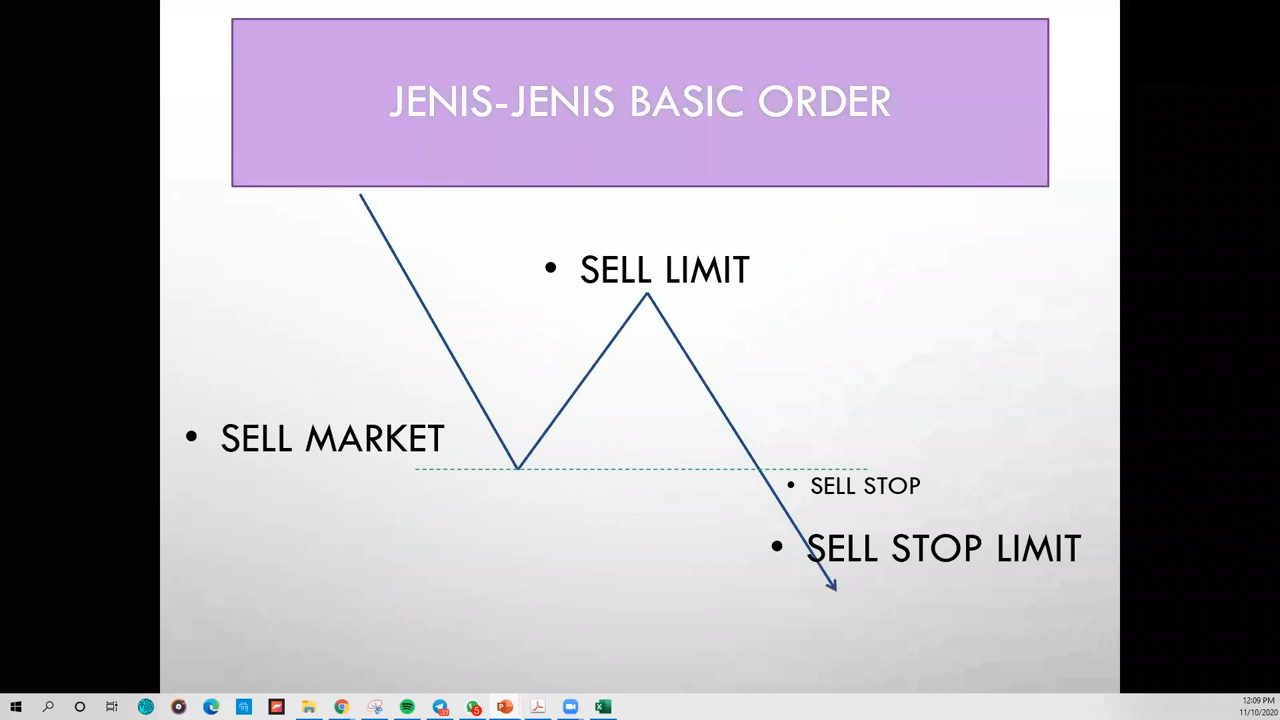 JENIS-JENIS BASIC ORDER
• SELL LIMIT
• SELL MARKET
• SELL STOP
• SELL STOP LIMIT
12:09 PM
11/10/2020